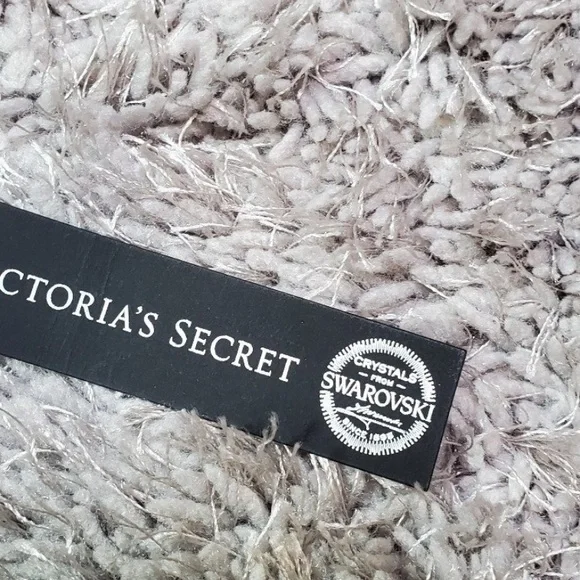 CTORIA'S SECRET
CRYSTALS
FROM
SWAROVSKI
SINCE 1895